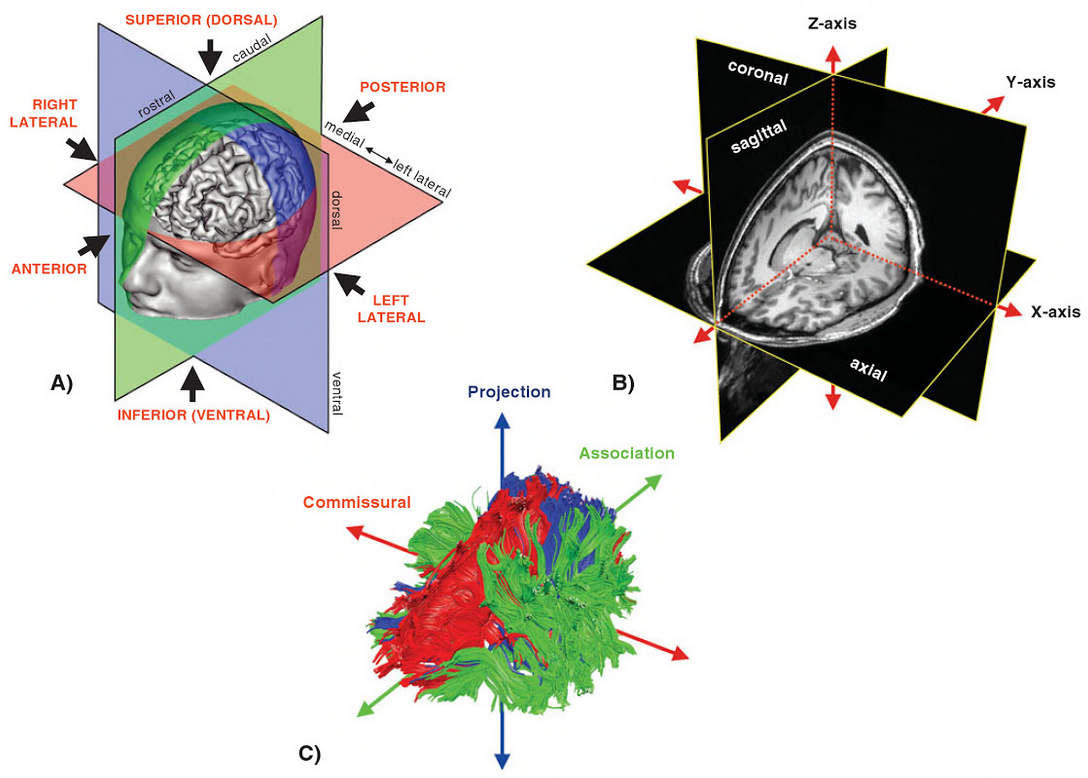 SUPERIOR (DORSAL)
caudal
rostral
POSTERIOR
RIGHT
LATERAL
medial
left lateral
dorsal
ANTERIOR
LEFT
LATERAL
ventral
A)
INFERIOR (VENTRAL)
Z-axis
coronal
Y-axis
sagittal
X-axis
axial
B)
Projection
Association
Commissural
C)